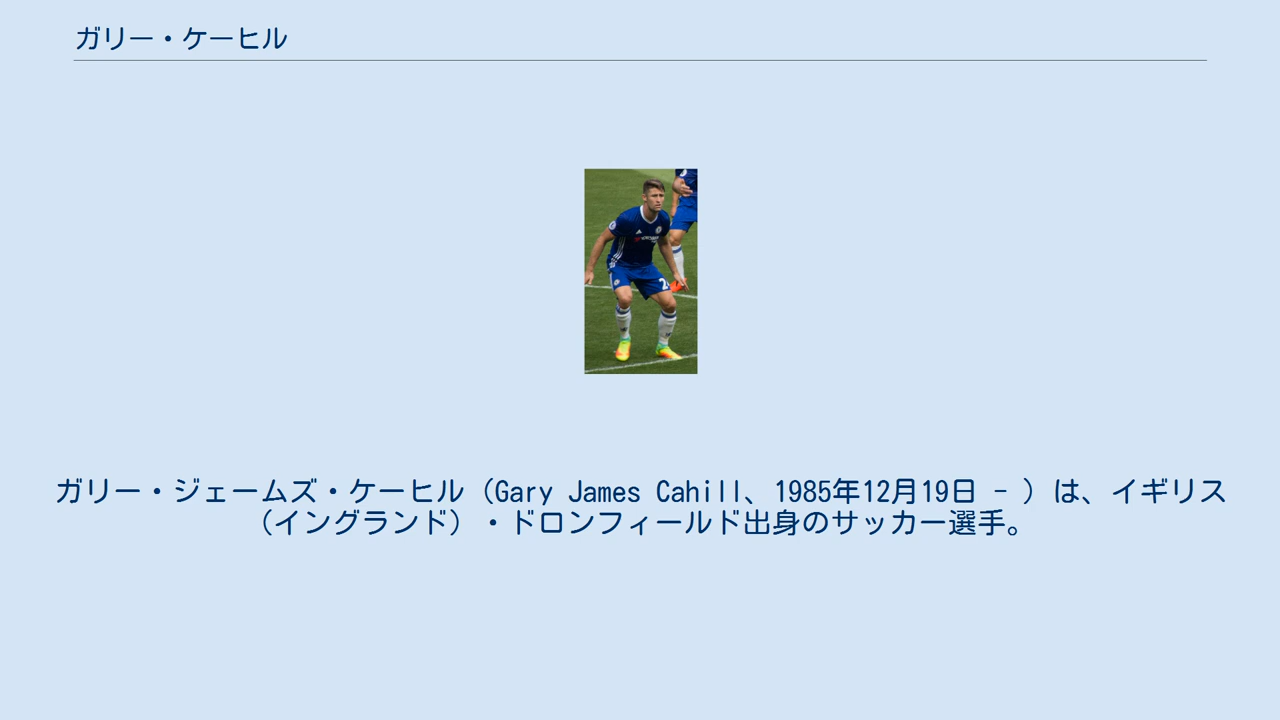 ガリー・ケーヒル
ガリー・ジェームズ・ケーヒル（Gary James Cahill、1985年12月19日 - ）は、イギリス
（イングランド）・ドロンフィールド出身のサッカー選手。